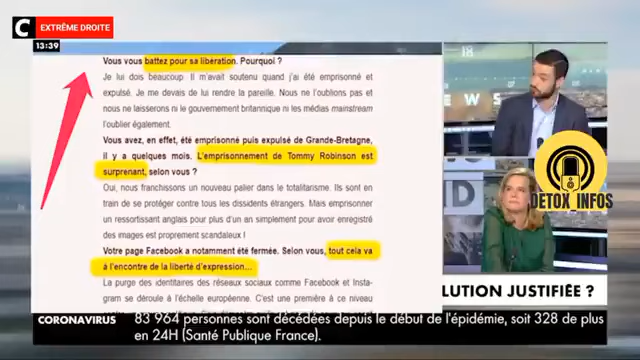 C
EXTRÊME DROITE
13:39
Vous vous battez pour sa libération. Pourquoi ?
Je lui dois beaucoup. Il m'avait soutenu quand j'ai été emprisonné et
expulsé. Je me devais de lui rendre la pareille. Nous ne l'oublions pas et
nous ne laisserons ni le gouvernement britannique ni les médias mainstream
l'oublier également.
Vous avez, en effet, été emprisonné puis expulsé de Grande-Bretagne,
il y a quelques mois. L'emprisonnement de Tommy Robinson est
surprenant, selon vous ?
Oui, nous franchissons un nouveau palier dans le totalitarisme. Ils sont en
train de se protéger contre tous les dissidents étrangers. Mais emprisonner
un ressortissant anglais pour plus d'un an simplement pour avoir enregistré
des images est proprement scandaleux !
Votre page Facebook a notamment été fermée. Selon vous, tout cela va
à l'encontre de la liberté d'expression...
La purge des identitaires des réseaux sociaux comme Facebook et Insta-
gram se déroule à l'échelle européenne. C'est une première à ce niveau
DETOX INFOS
LUTION JUSTIFIÉE ?
CORONAVIRUS
83 964 personnes sont décédées depuis le début de l'épidémie, soit 328 de plus
en 24H (Santé Publique France).